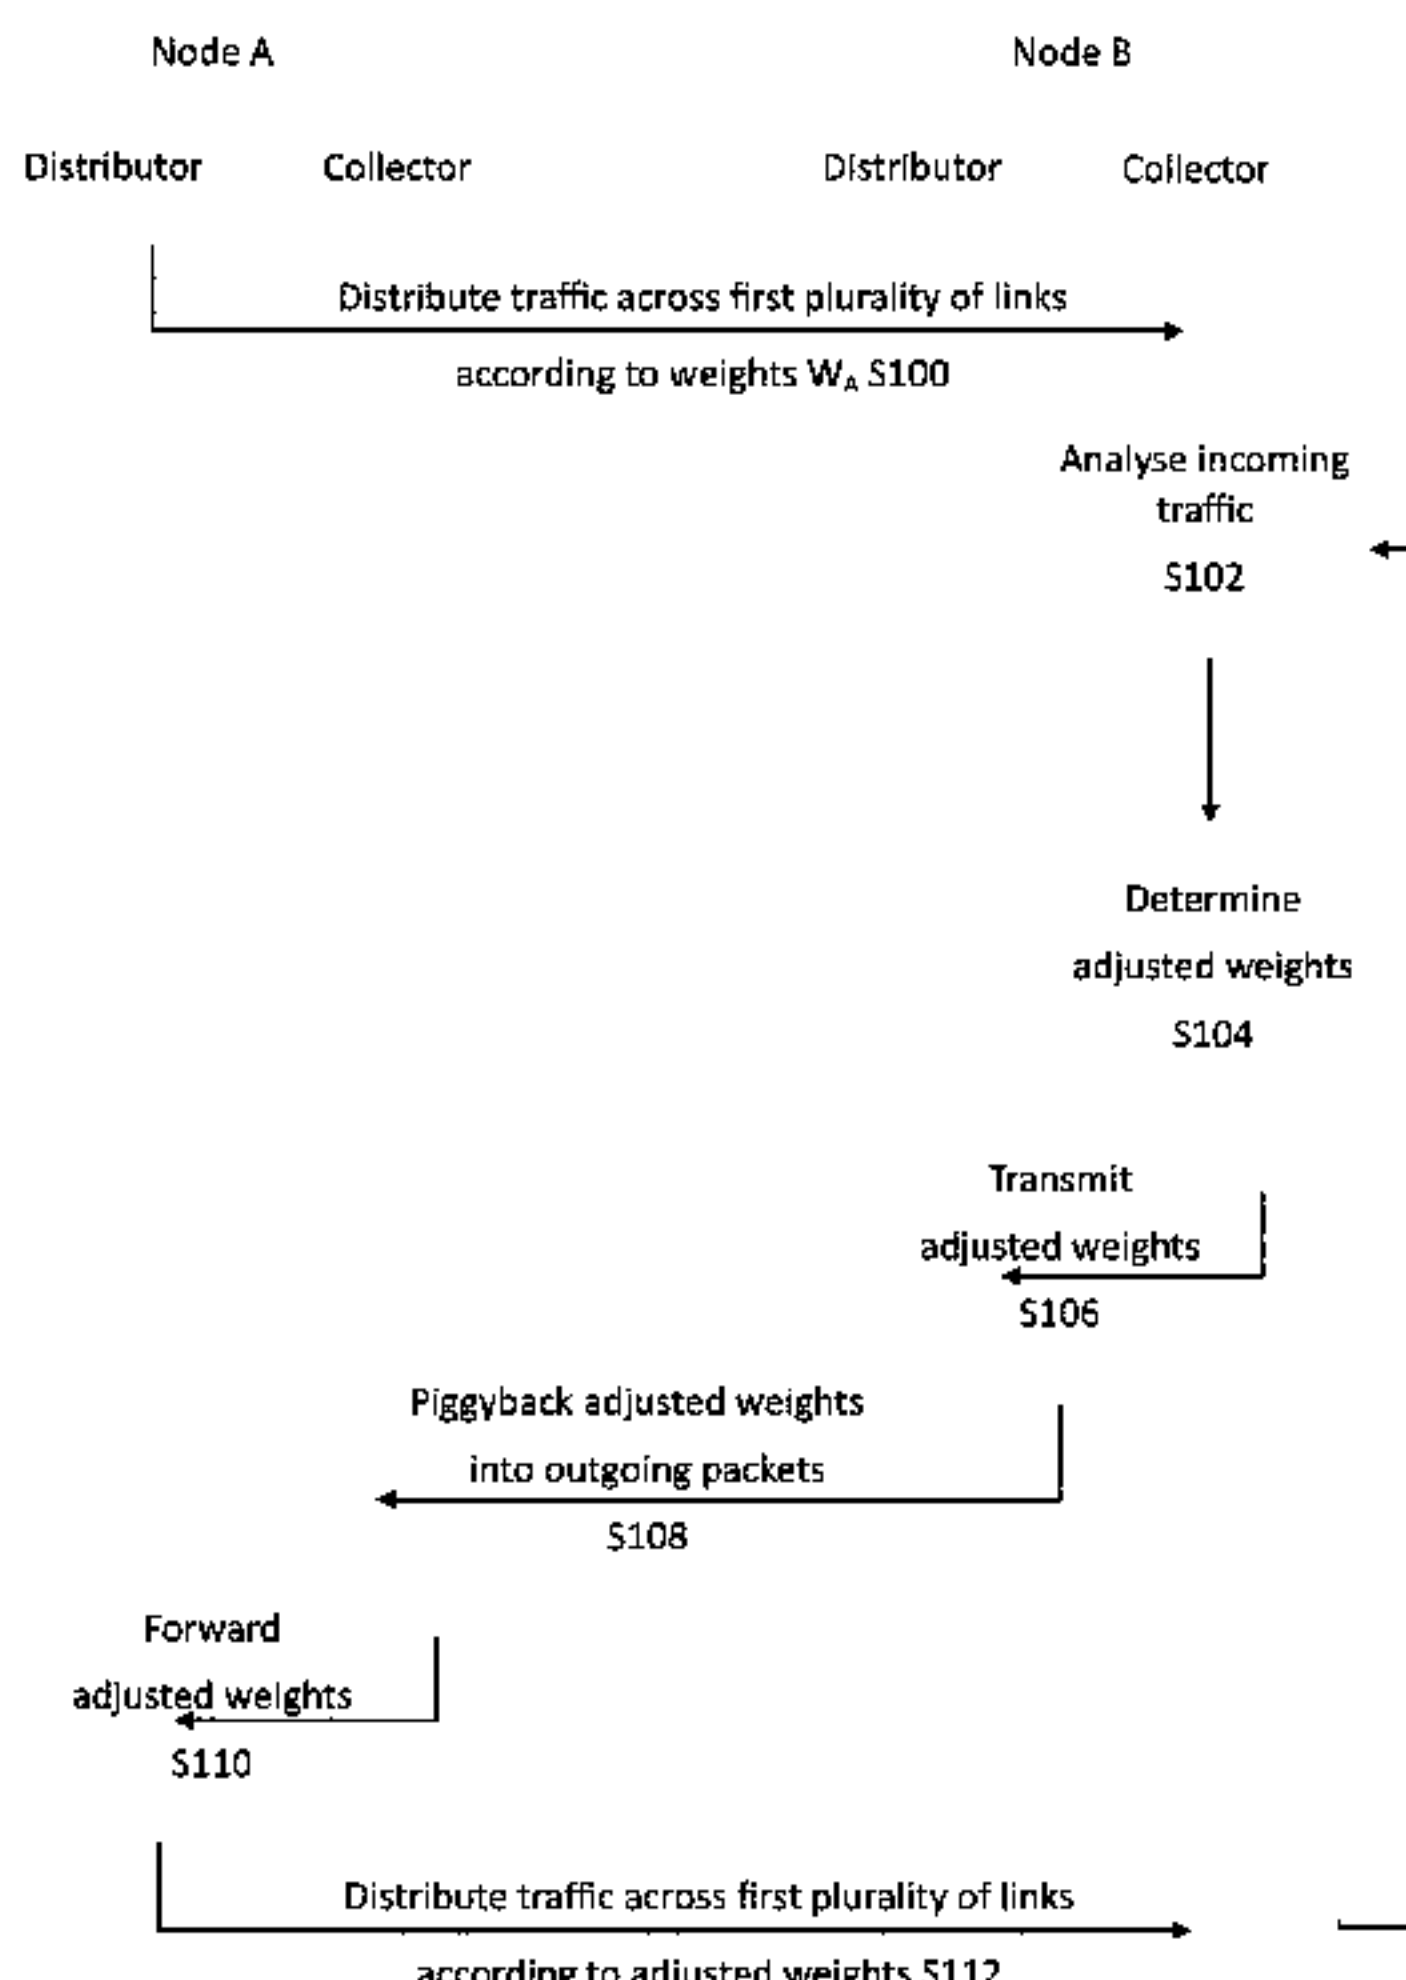 Node A Node B
Distributor Collector Distributor Collector
Distribute traffic across first plurality of links
according to weights W_A S100
Analyse incoming
traffic
S102
Determine
adjusted weights
S104
Transmit
adjusted weights
S106
Piggyback adjusted weights
into outgoing packets
S108
Forward
adjusted weights
S110
Distribute traffic across first plurality of links
according to adjusted weights S112